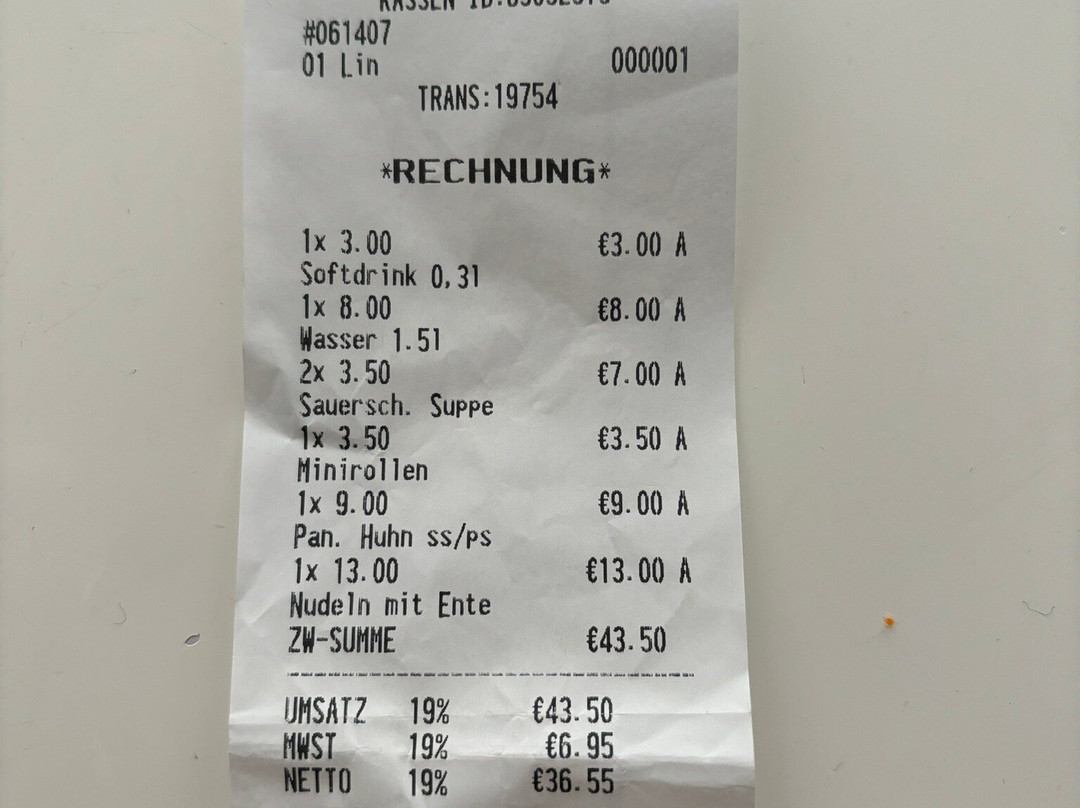 #061407
01 Lin 000001
TRANS:19754
*RECHNUNG*
1x 3.00 €3.00 A
Softdrink 0,3l
1x 8.00 €8.00 A
Wasser 1.5l
2x 3.50 €7.00 A
Sauersch. Suppe
1x 3.50 €3.50 A
Minirollen
1x 9.00 €9.00 A
Pan. Huhn ss/ps
1x 13.00 €13.00 A
Nudeln mit Ente
ZW-SUMME €43.50
UMSATZ 19% €43.50
MWST 19% €6.95
NETTO 19% €36.55